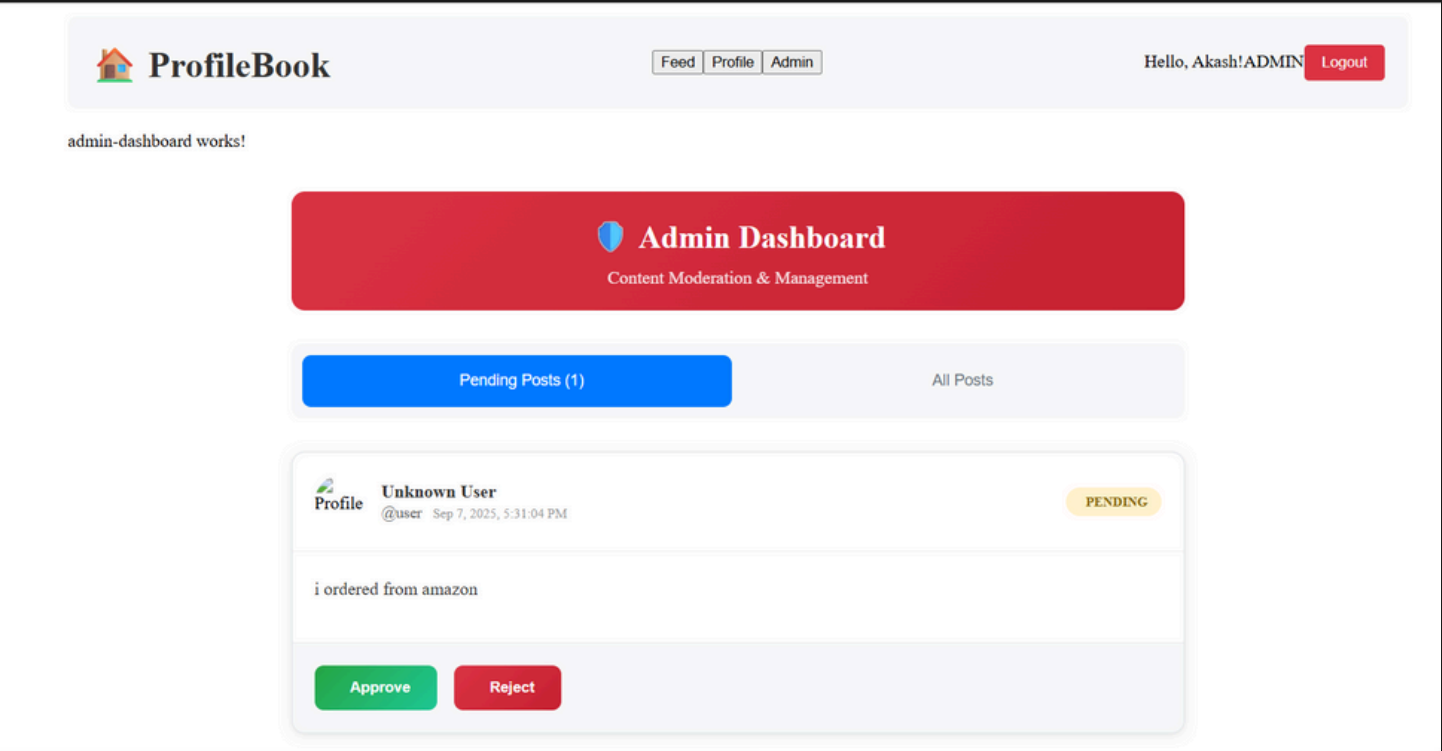 ProfileBook
Feed Profile Admin
Hello, Akash!ADMIN Logout
admin-dashboard works!
Admin Dashboard
Content Moderation & Management
Pending Posts (1) All Posts
Profile
Unknown User
@user Sep 7, 2025, 5:31:04 PM
PENDING
i ordered from amazon
Approve Reject